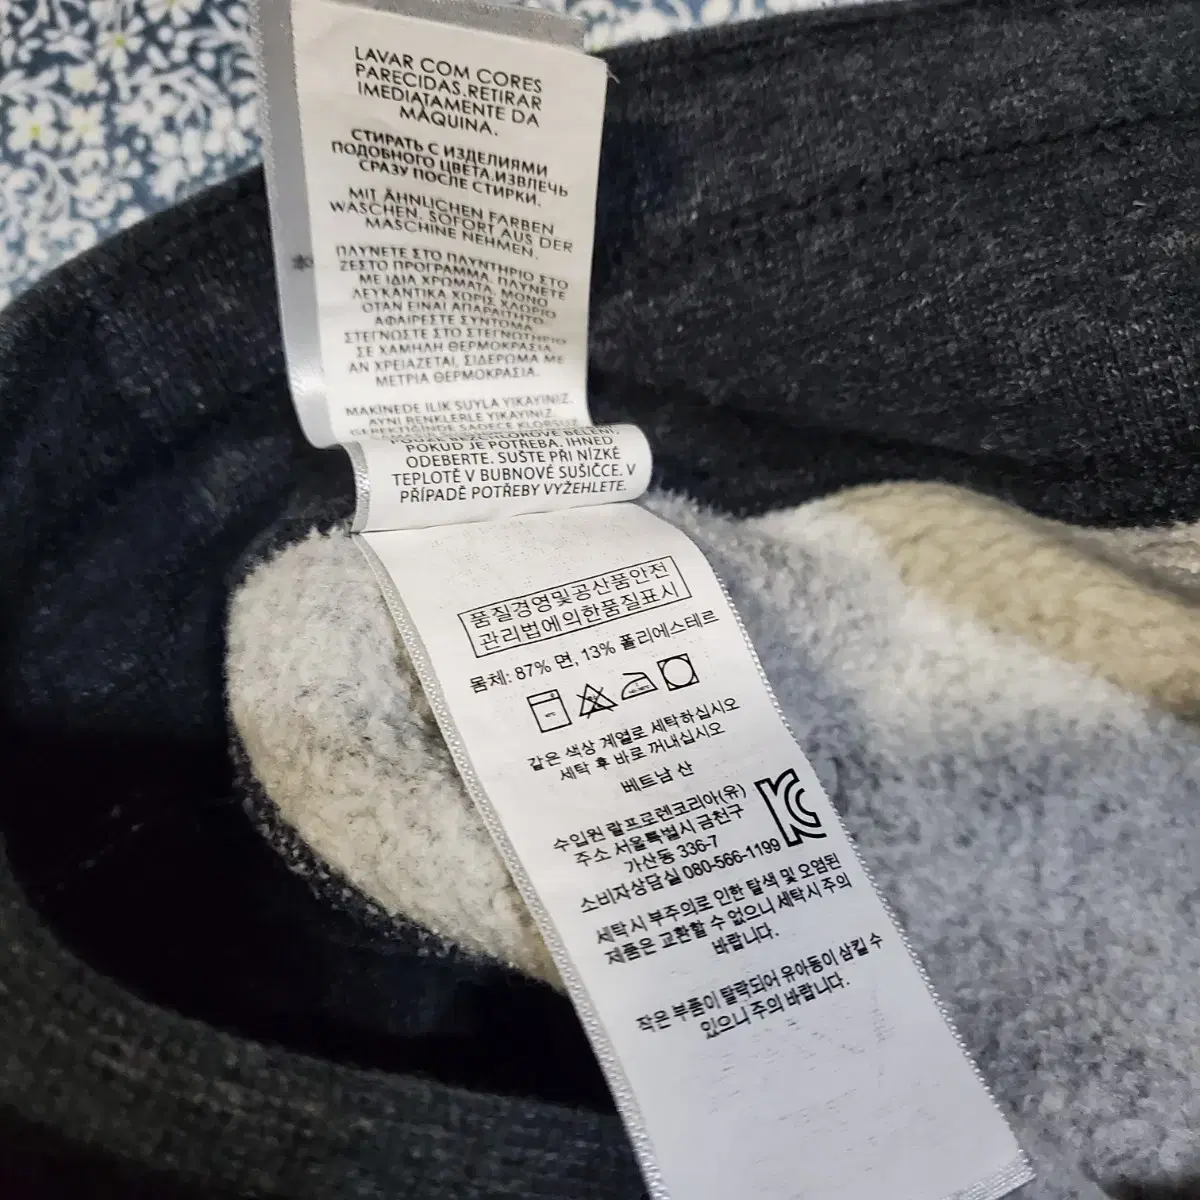 LAVAR COM CORES
PARECIDAS.RETIRAR
IMEDIATAMENTE DA
MÁQUINA.
СТИРАТЬ С ИЗДЕЛИЯМИ
ПОДОБНОГО ЦВЕТА.ИЗВЛЕЧЬ
СРАЗУ ПОСЛЕ СТИРКИ.
MIT ÄHNLICHEN FARBEN
WASCHEN, SOFORT AUS DER
MASCHINE NEHMEN.
ΠΛΥΝΕΤΕ ΣΤΟ ΠΛΥΝΤΗΡΙΟ ΣΤΟ
ΖΕΣΤΟ ΠΡΟΓΡΑΜΜΑ. ΠΛΥΝΕΤΕ
ΜΕ ΙΔΙΑ ΧΡΩΜΑΤΑ, ΜΟΝΟ
ΛΕΥΚΑΝΤΙΚΑ ΧΩΡΙΣ ΧΛΩΡΙΟ
ΟΤΑΝ ΕΙΝΑΙ ΑΠΑΡΑΙΤΗΤΟ.
ΑΦΑΙΡΕΣΤΕ ΣΥΝΤΟΜΑ.
ΣΤΕΓΝΩΣΤΕ ΣΤΟ ΣΤΕΓΝΩΤΗΡΙΟ
ΣΕ ΧΑΜΗΛΗ ΘΕΡΜΟΚΡΑΣΙΑ.
ΑΝ ΧΡΕΙΑΖΕΤΑΙ, ΣΙΔΕΡΩΜΑ ΜΕ
ΜΕΤΡΙΑ ΘΕΡΜΟΚΡΑΣΙΑ.
MAKİNEDE ILIK SUYLA YIKAYINIZ.
AYNI RENKLERLE YIKAYINIZ.
GEREKTİĞİNDE SADECE KLORSUZ
POUZE BEZCHLOROVÉ BĚLENÍ,
POKUD JE POTŘEBA. IHNED
ODEBERTE. SUŠTE PŘI NÍZKÉ
TEPLOTĚ V BUBNOVÉ SUŠIČCE. V
PŘÍPADĚ POTŘEBY VYŽEHLETE.
품질경영및공산품안전
관리법에의한품질표시
몸체: 87% 면, 13% 폴리에스테르
같은 색상 계열로 세탁하십시오
세탁 후 바로 꺼내십시오
베트남 산
수입원 랄프로렌코리아(유)
주소 서울특별시 금천구
가산동 336-7
소비자상담실 080-566-1199
세탁시 부주의로 인한 탈색 및 오염된
제품은 교환할 수 없으니 세탁시 주의
바랍니다.
작은 부품이 탈락되어 유아동이 삼킬 수
있으니 주의 바랍니다.